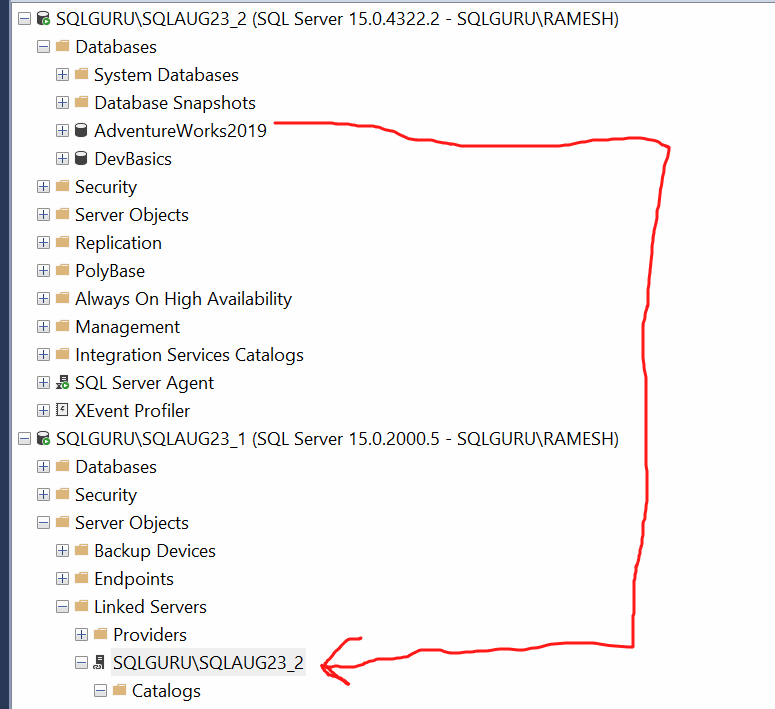 SQLGURU\SQLAUG23_2 (SQL Server 15.0.4322.2 - SQLGURU\RAMESH)
Databases
System Databases
Database Snapshots
AdventureWorks2019
DevBasics
Security
Server Objects
Replication
PolyBase
Always On High Availability
Management
Integration Services Catalogs
SQL Server Agent
XEvent Profiler
SQLGURU\SQLAUG23_1 (SQL Server 15.0.2000.5 - SQLGURU\RAMESH)
Databases
Security
Server Objects
Backup Devices
Endpoints
Linked Servers
Providers
SQLGURU\SQLAUG23_2
Catalogs